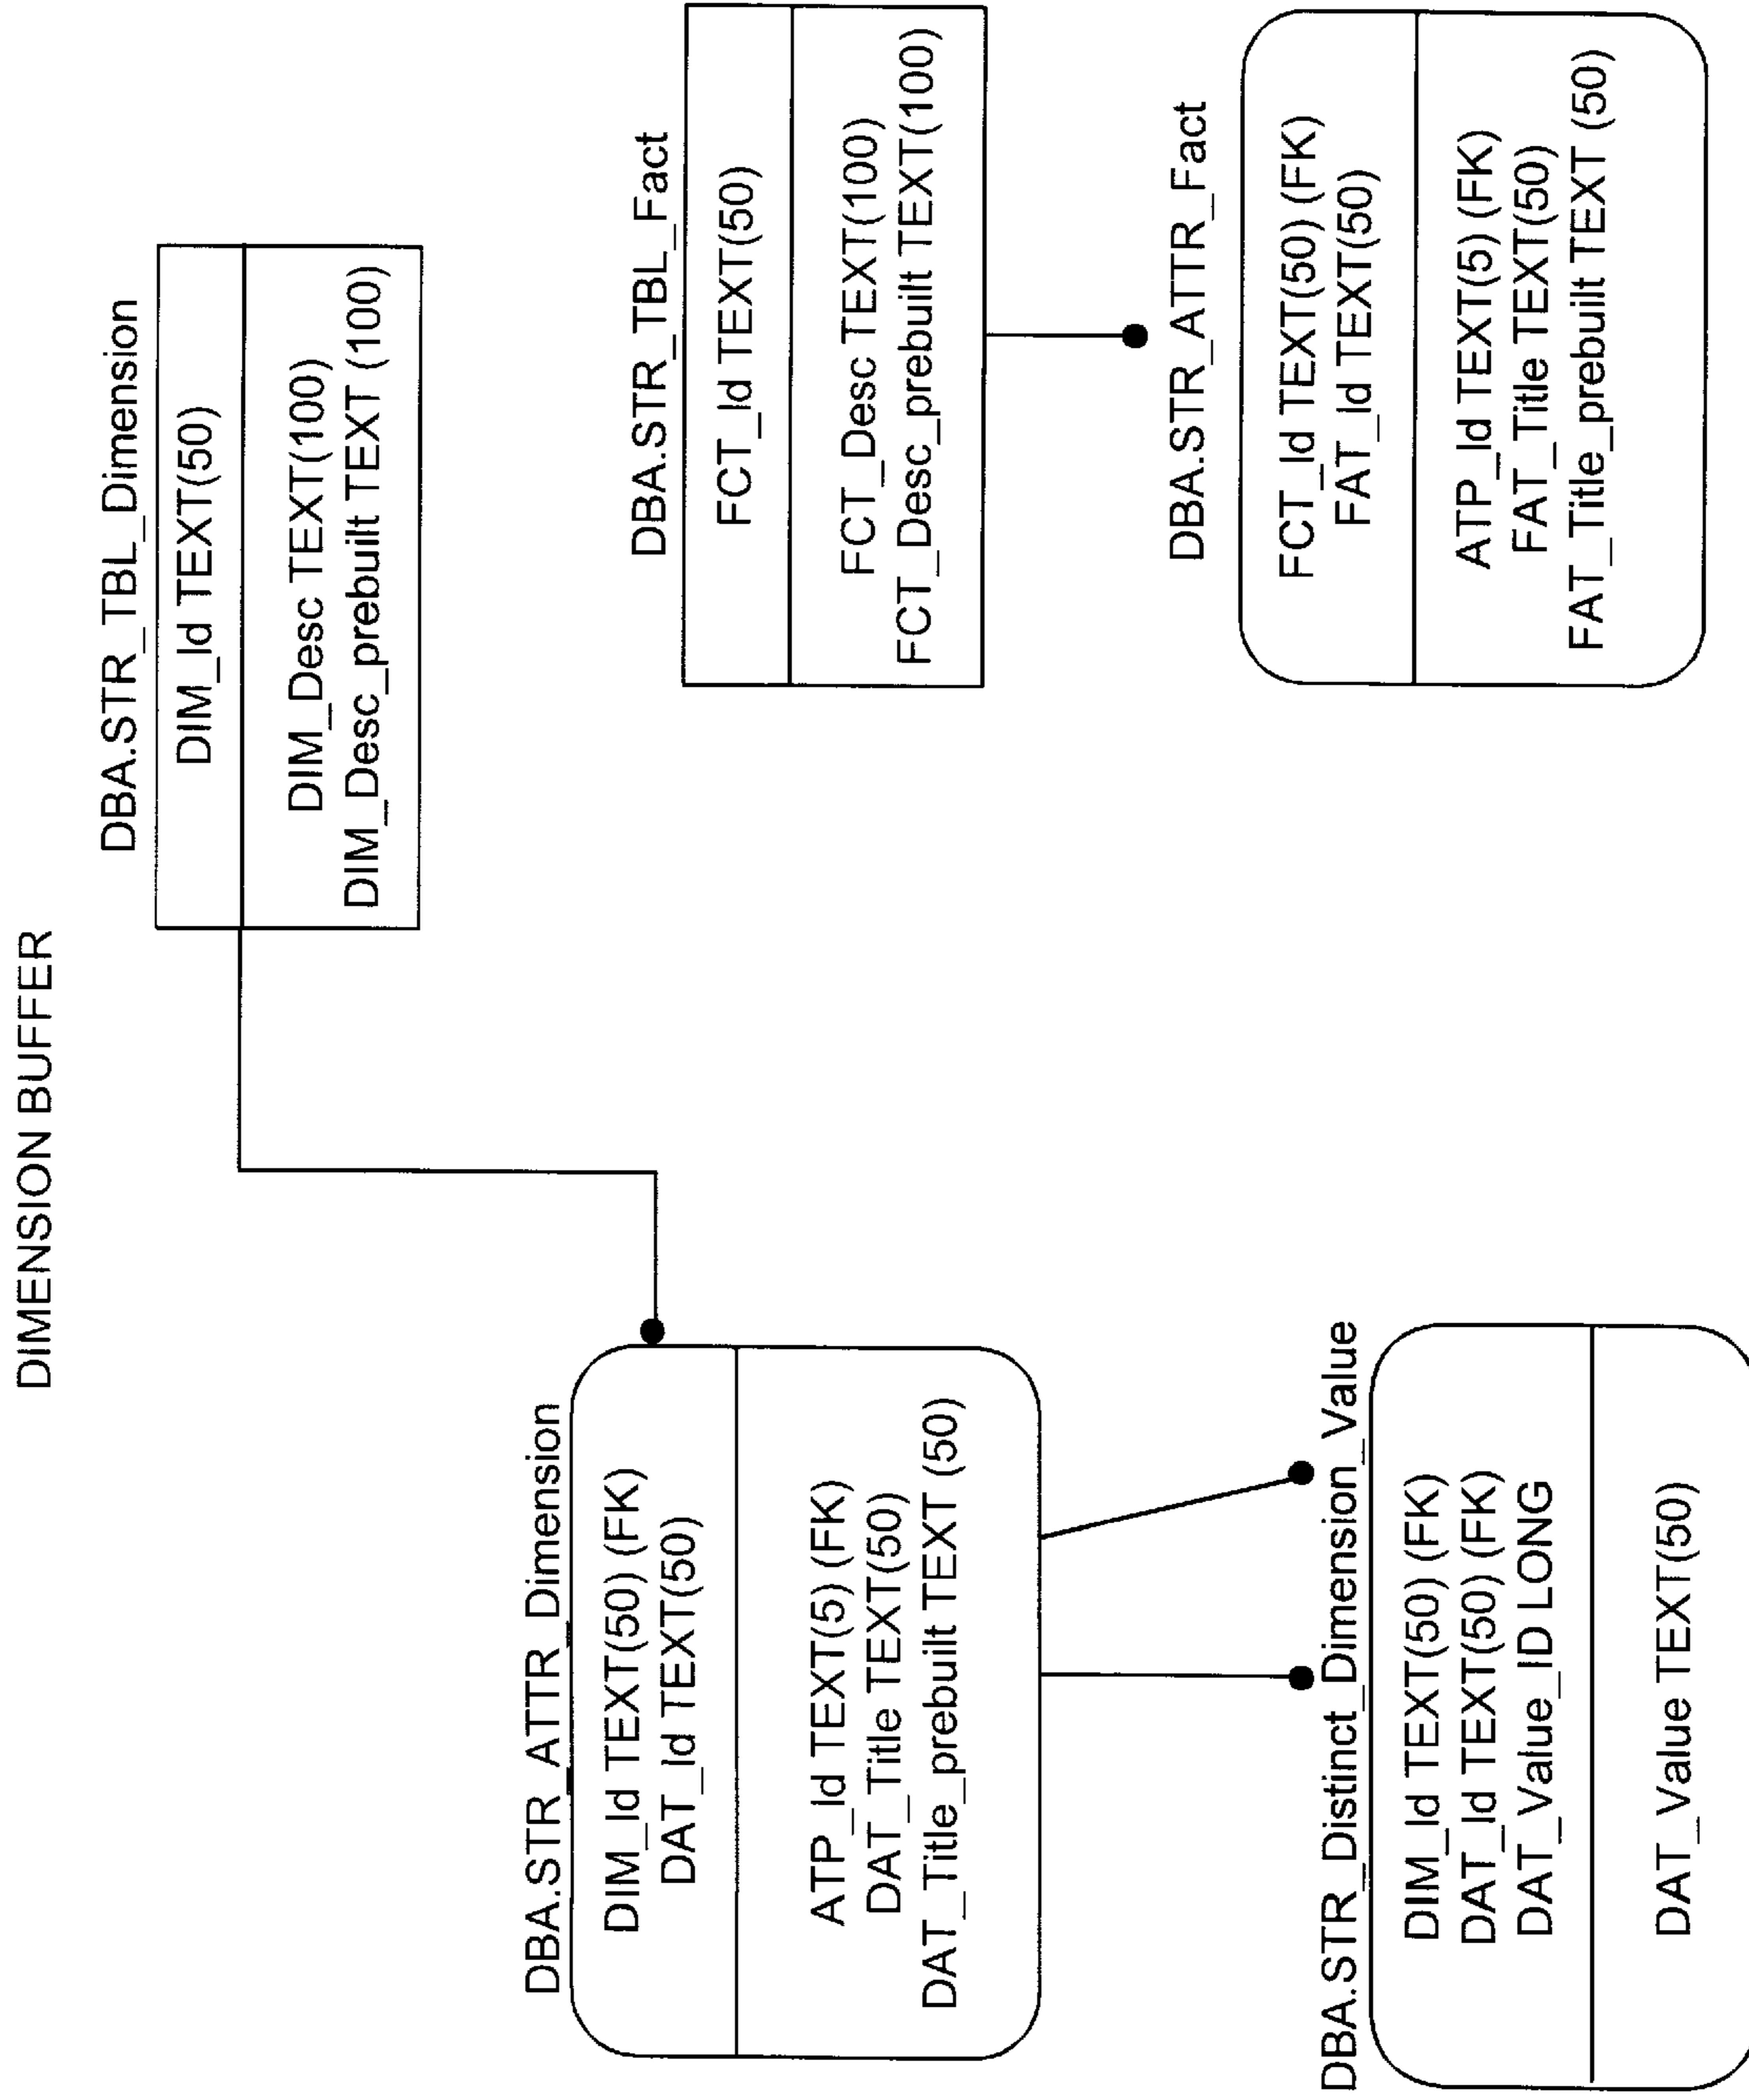 DIMENSION BUFFER
DBA.STR_TBL_Dimension
DIM_Id TEXT(50)
DIM_Desc TEXT(100)
DIM_Desc_prebuilt TEXT (100)
DBA.STR_ATTR_Dimension
DIM_Id TEXT(50) (FK)
DAT_Id TEXT(50)
ATP_Id TEXT(5) (FK)
DAT_Title TEXT(50)
DAT_Title_prebuilt TEXT (50)
DBA.STR_TBL_Fact
FCT_Id TEXT(50)
FCT_Desc TEXT(100)
FCT_Desc_prebuilt TEXT(100)
DBA.STR_Distinct_Dimension_Value
DIM_Id TEXT(50) (FK)
DAT_Id TEXT(50) (FK)
DAT_Value_ID LONG
DAT_Value TEXT(50)
DBA.STR_ATTR_Fact
FCT_Id TEXT(50) (FK)
FAT_Id TEXT(50)
ATP_Id TEXT(5) (FK)
FAT_Title TEXT(50)
FAT_Title_prebuilt TEXT (50)